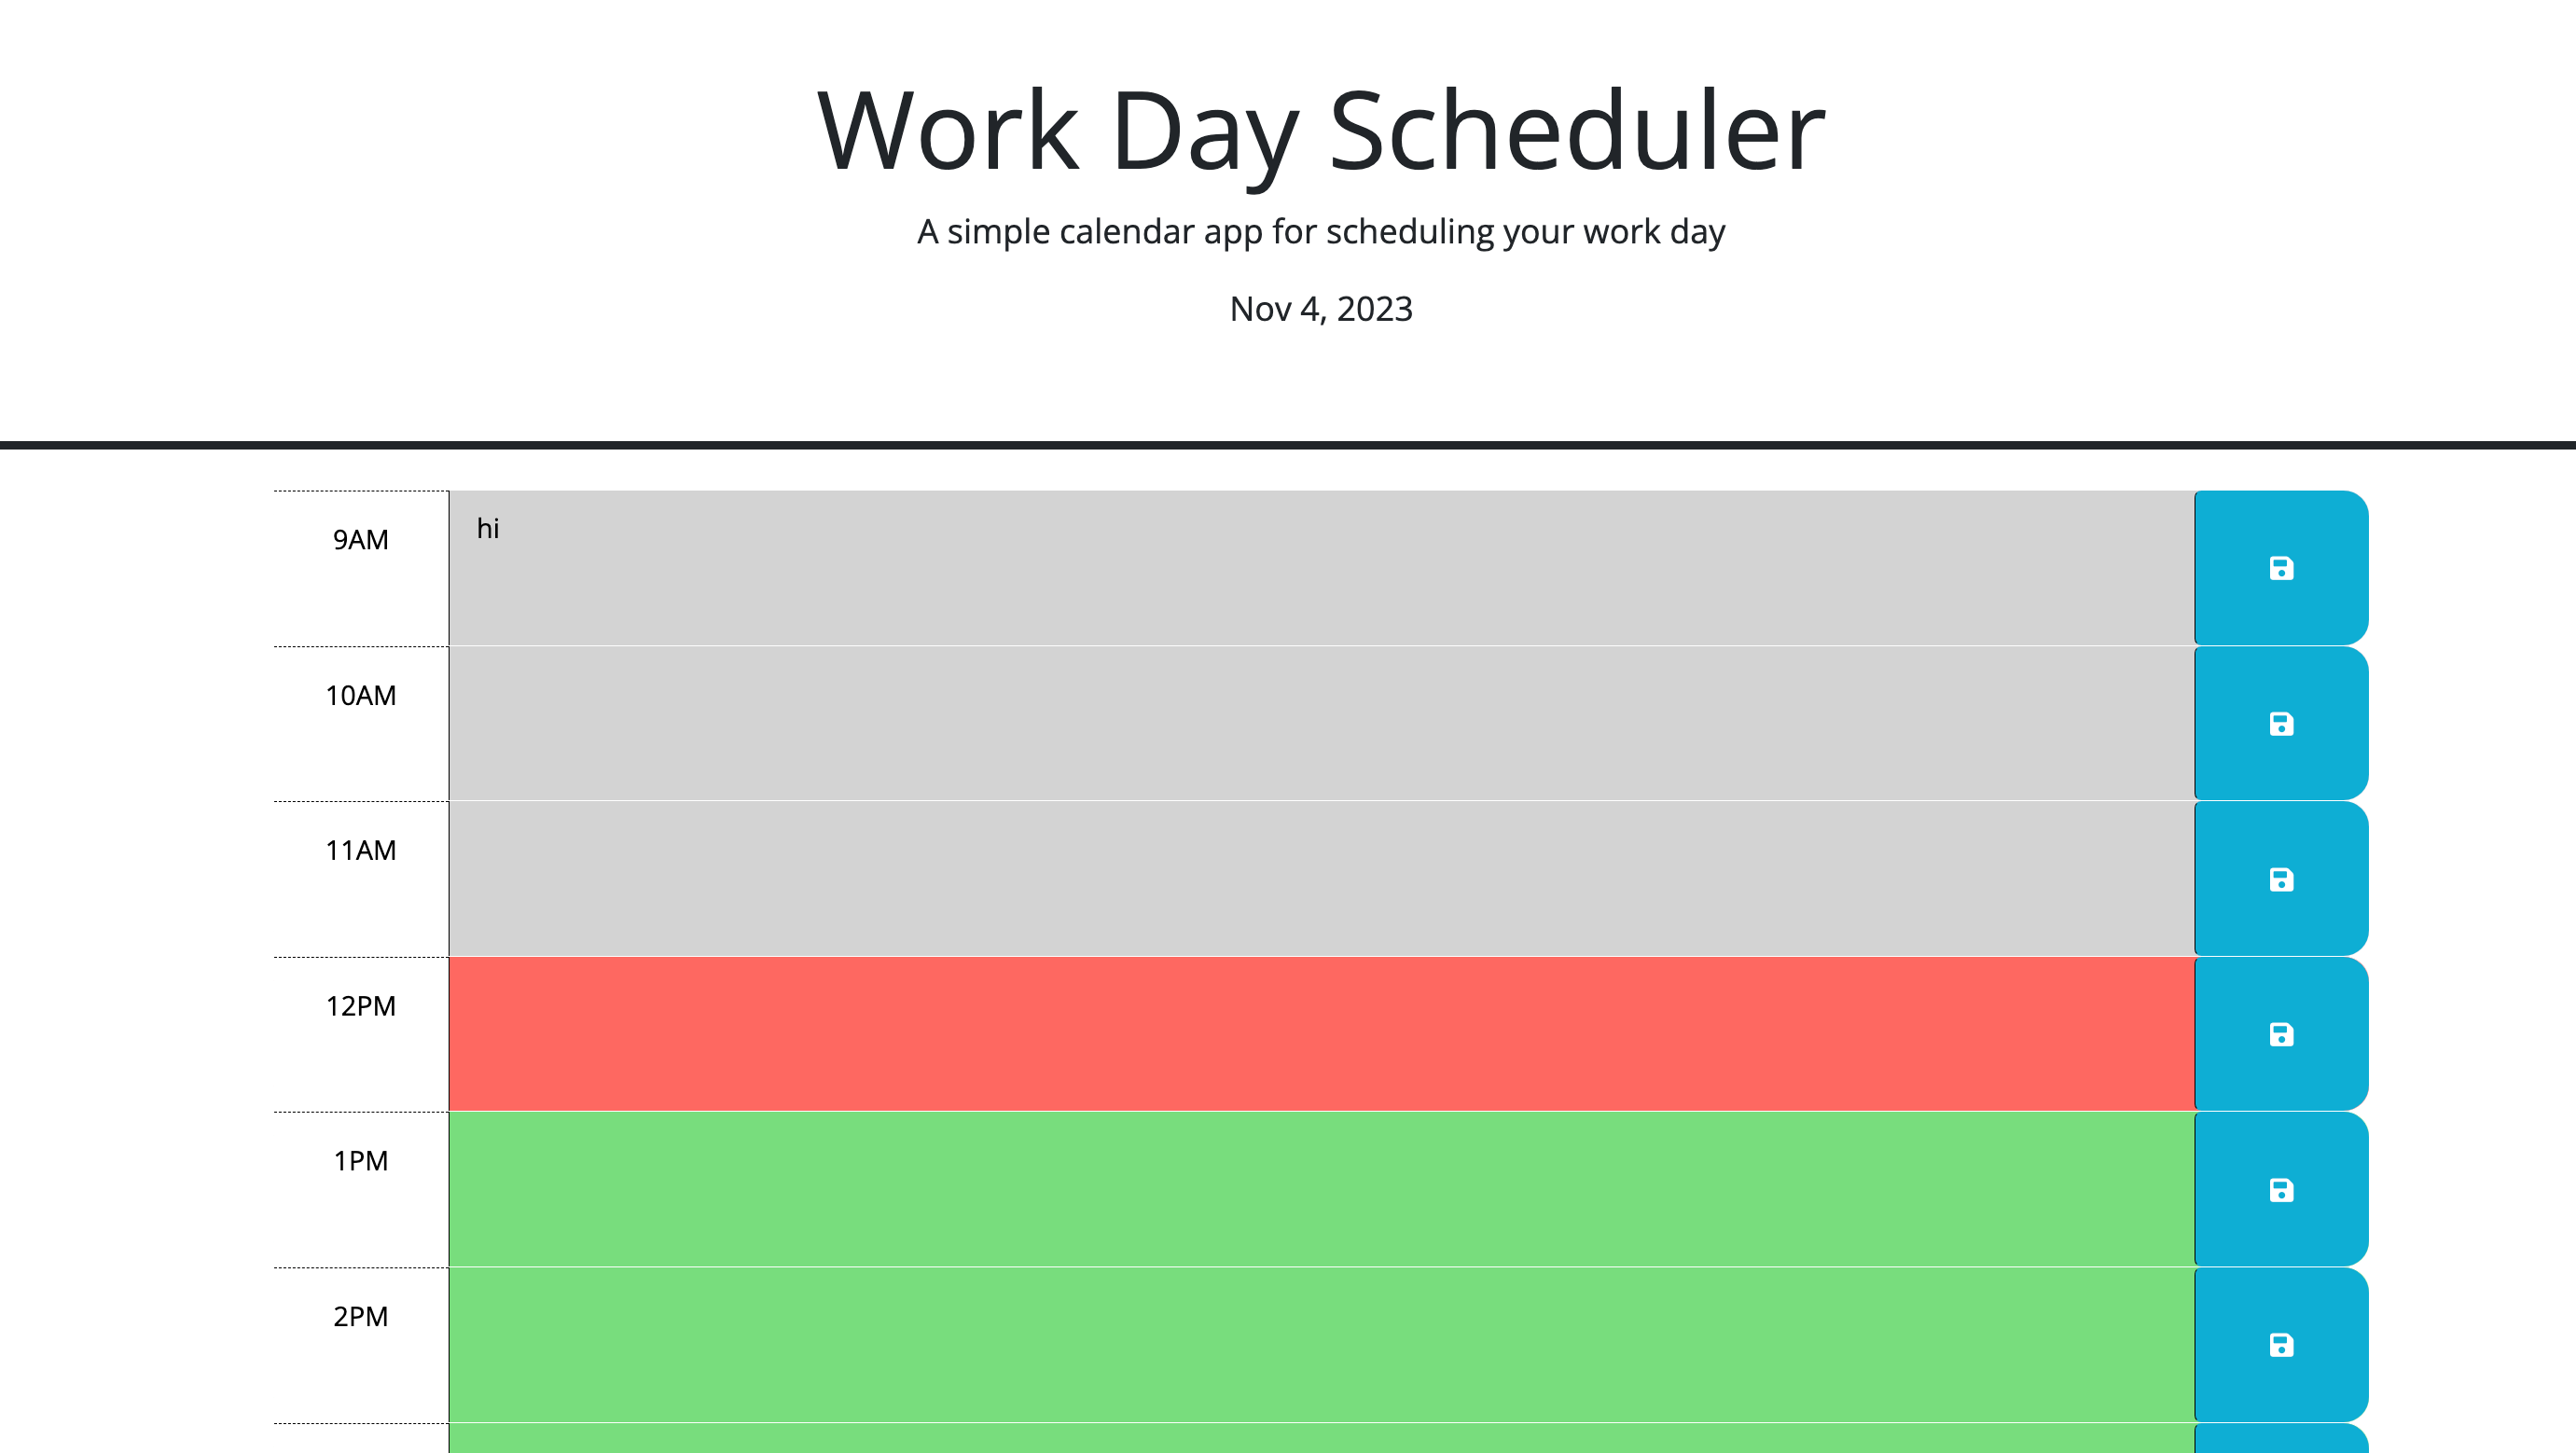 Work Day Scheduler
A simple calendar app for scheduling your work day
Nov 4, 2023
9AM
hi
10AM
11AM
12PM
1PM
2PM